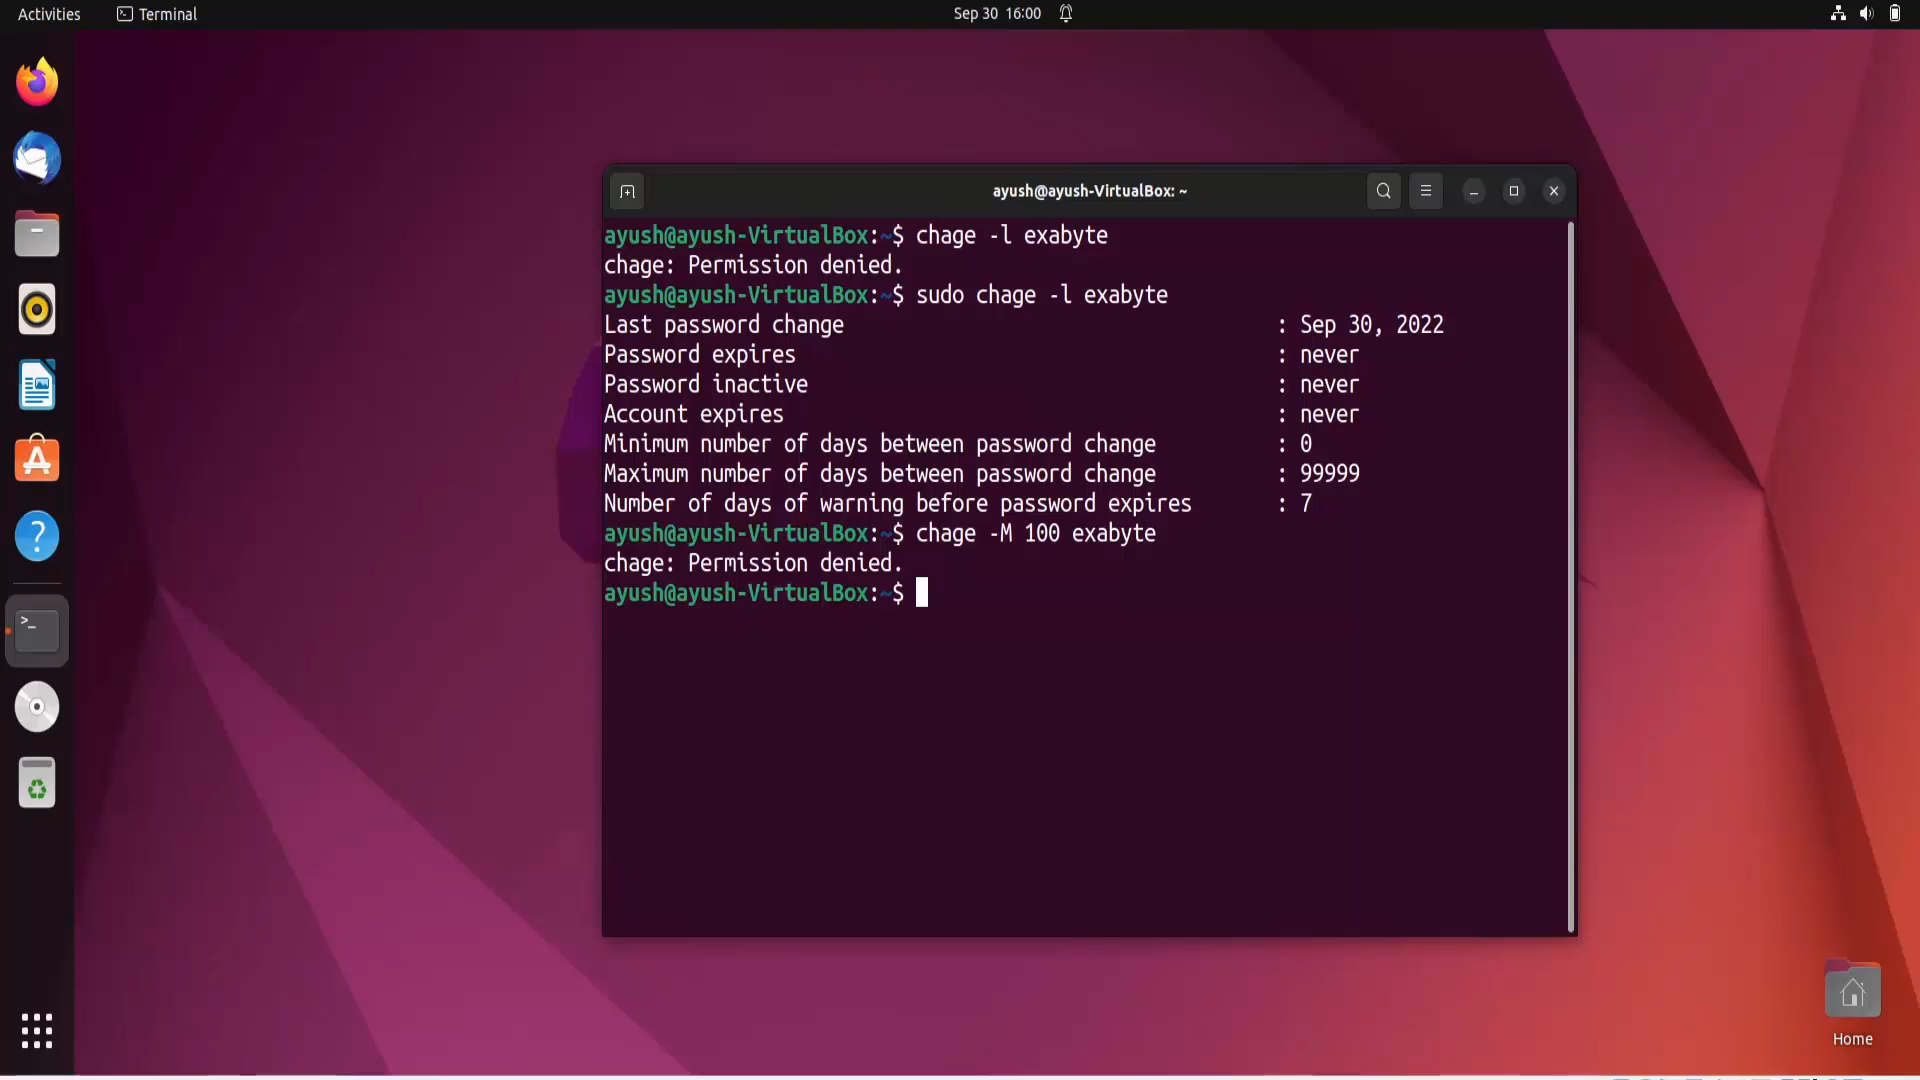 Activities
Terminal
Sep 30 16:00
ayush@ayush-VirtualBox: ~
ayush@ayush-VirtualBox:~$ chage -l exabyte
chage: Permission denied.
ayush@ayush-VirtualBox:~$ sudo chage -l exabyte
Last password change : Sep 30, 2022
Password expires : never
Password inactive : never
Account expires : never
Minimum number of days between password change : 0
Maximum number of days between password change : 99999
Number of days of warning before password expires : 7
ayush@ayush-VirtualBox:~$ chage -M 100 exabyte
chage: Permission denied.
ayush@ayush-VirtualBox:~$
Home